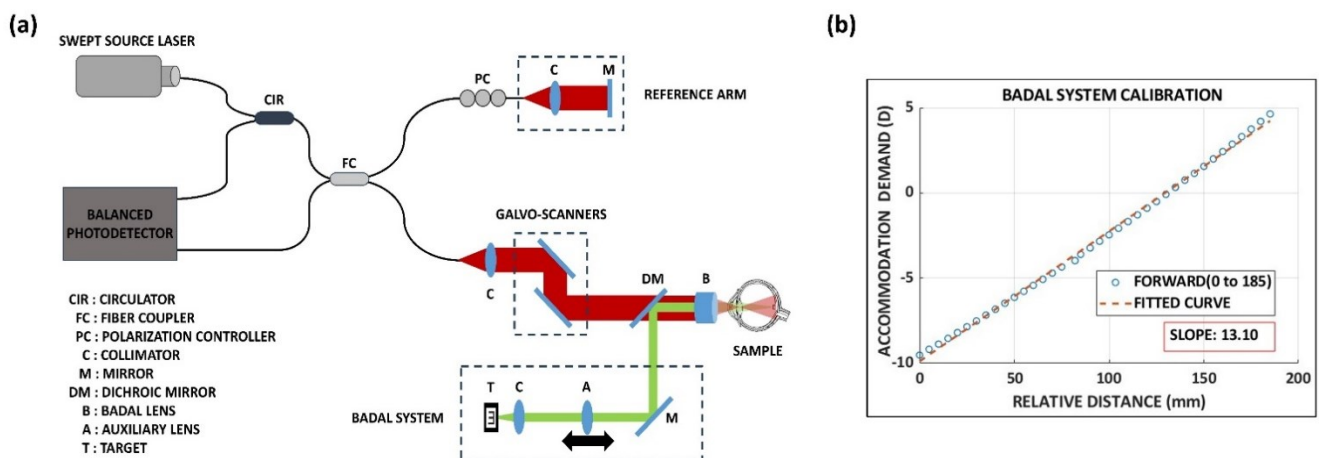 (a)
SWEPT SOURCE LASER
CIR
PC
C
M
REFERENCE ARM
FC
BALANCED
PHOTODETECTOR
GALVO-SCANNERS
C
DM
B
SAMPLE
CIR : CIRCULATOR
FC : FIBER COUPLER
PC : POLARIZATION CONTROLLER
C : COLLIMATOR
M : MIRROR
DM : DICHROIC MIRROR
B : BADAL LENS
A : AUXILIARY LENS
T : TARGET
BADAL SYSTEM
T
C
A
M
E
(b)
BADAL SYSTEM CALIBRATION
ACCOMMODATION DEMAND (D)
5
0
-5
-10
0
50
100
150
200
RELATIVE DISTANCE (mm)
FORWARD(0 to 185)
FITTED CURVE
SLOPE: 13.10